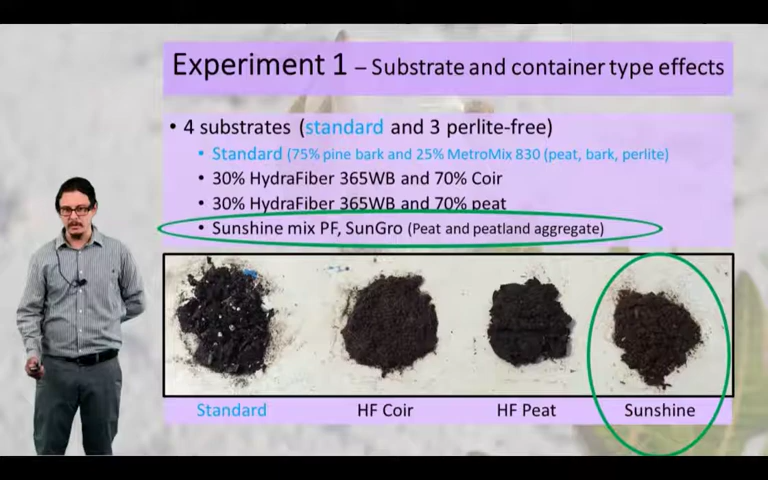 Experiment 1 – Substrate and container type effects
• 4 substrates (standard and 3 perlite-free)
• Standard (75% pine bark and 25% MetroMix 830 (peat, bark, perlite)
• 30% HydraFiber 365WB and 70% Coir
• 30% HydraFiber 365WB and 70% peat
• Sunshine mix PF, SunGro (Peat and peatland aggregate)
Standard HF Coir HF Peat Sunshine